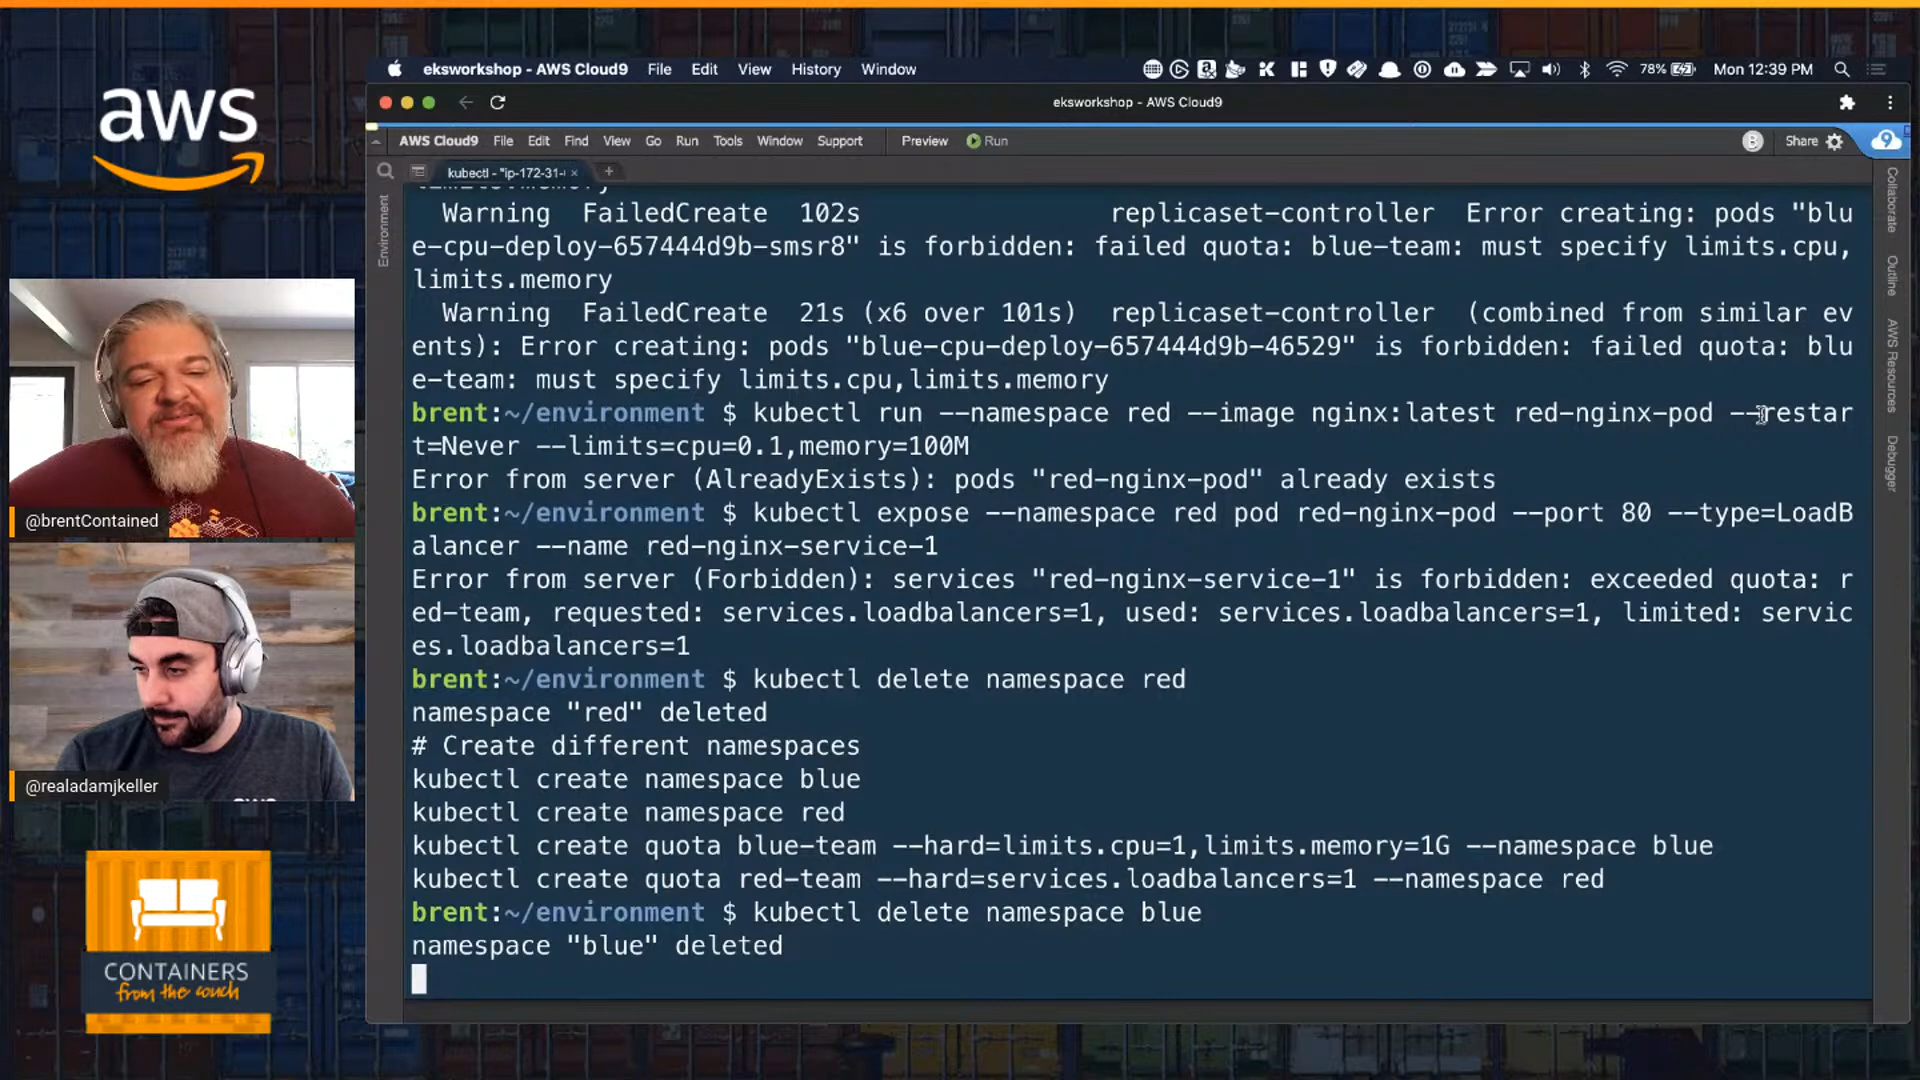 aws
eksworkshop - AWS Cloud9 File Edit View History Window
78% Mon 12:39 PM
eksworkshop - AWS Cloud9
AWS Cloud9 File Edit Find View Go Run Tools Window Support Preview Run
B Share 9
kubectl - "ip-172-31-
Environment
Collaborate
Outline
AWS Resources
Debugger
Warning FailedCreate 102s replicaset-controller Error creating: pods "blu
e-cpu-deploy-657444d9b-smsr8" is forbidden: failed quota: blue-team: must specify limits.cpu,
limits.memory
Warning FailedCreate 21s (x6 over 101s) replicaset-controller (combined from similar ev
ents): Error creating: pods "blue-cpu-deploy-657444d9b-46529" is forbidden: failed quota: blu
e-team: must specify limits.cpu,limits.memory
brent:~/environment $ kubectl run --namespace red --image nginx:latest red-nginx-pod --restar
t=Never --limits=cpu=0.1,memory=100M
Error from server (AlreadyExists): pods "red-nginx-pod" already exists
brent:~/environment $ kubectl expose --namespace red pod red-nginx-pod --port 80 --type=LoadB
alancer --name red-nginx-service-1
Error from server (Forbidden): services "red-nginx-service-1" is forbidden: exceeded quota: r
ed-team, requested: services.loadbalancers=1, used: services.loadbalancers=1, limited: servic
es.loadbalancers=1
brent:~/environment $ kubectl delete namespace red
namespace "red" deleted
# Create different namespaces
kubectl create namespace blue
kubectl create namespace red
kubectl create quota blue-team --hard=limits.cpu=1,limits.memory=1G --namespace blue
kubectl create quota red-team --hard=services.loadbalancers=1 --namespace red
brent:~/environment $ kubectl delete namespace blue
namespace "blue" deleted
@brentContained
@realadamjkeller
CONTAINERS
from the couch